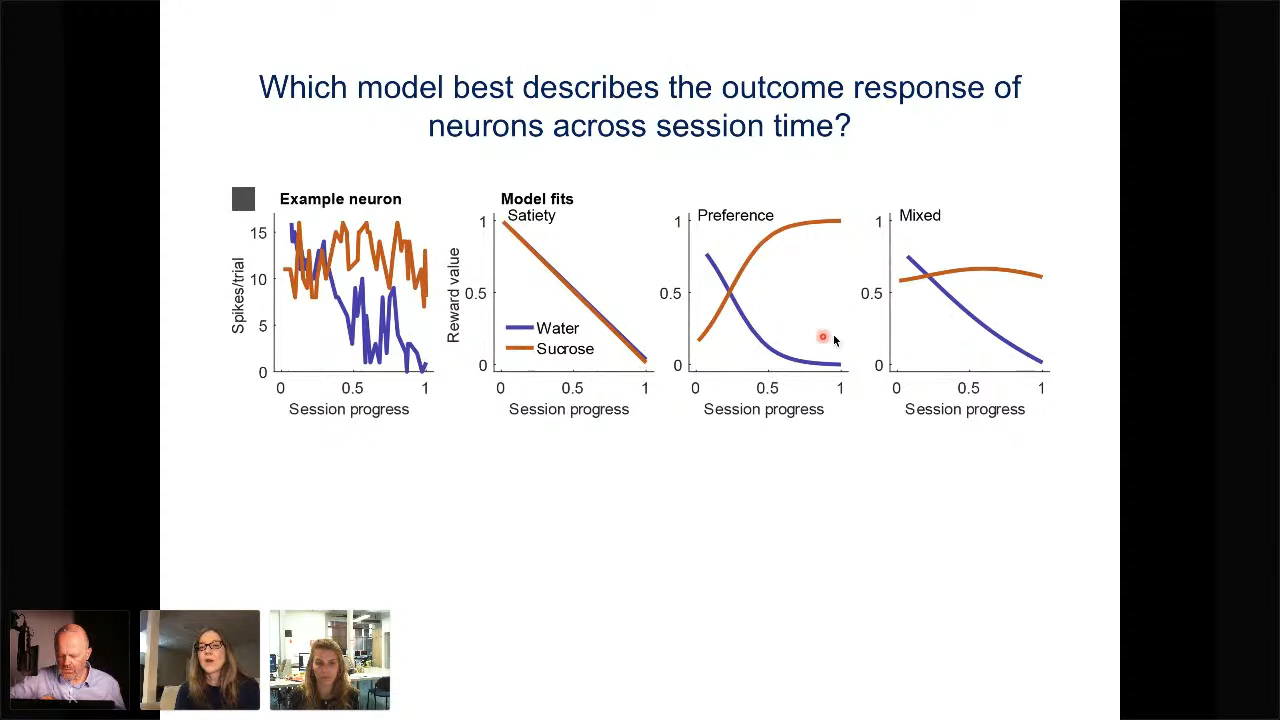 Which model best describes the outcome response of
neurons across session time?
Example neuron
Spikes/trial
15
10
5
0
0 0.5 1
Session progress
Model fits
Satiety
Reward value
1
0.5
0
Water
Sucrose
0 0.5 1
Session progress
Preference
1
0.5
0
0 0.5 1
Session progress
Mixed
1
0.5
0
0 0.5 1
Session progress